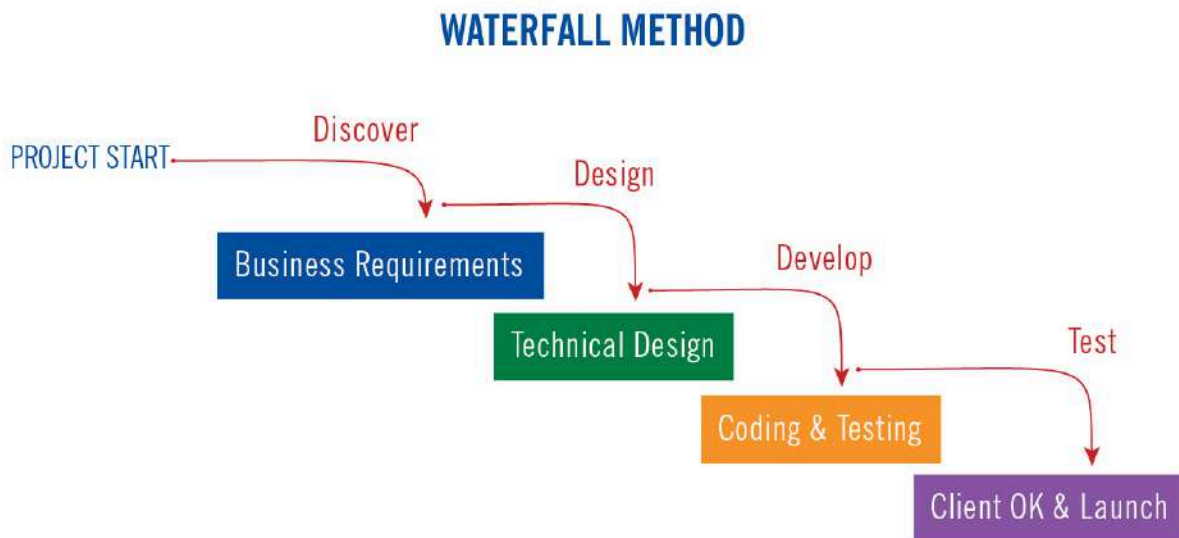 WATERFALL METHOD
PROJECT START
Discover
Business Requirements
Design
Technical Design
Develop
Coding & Testing
Test
Client OK & Launch